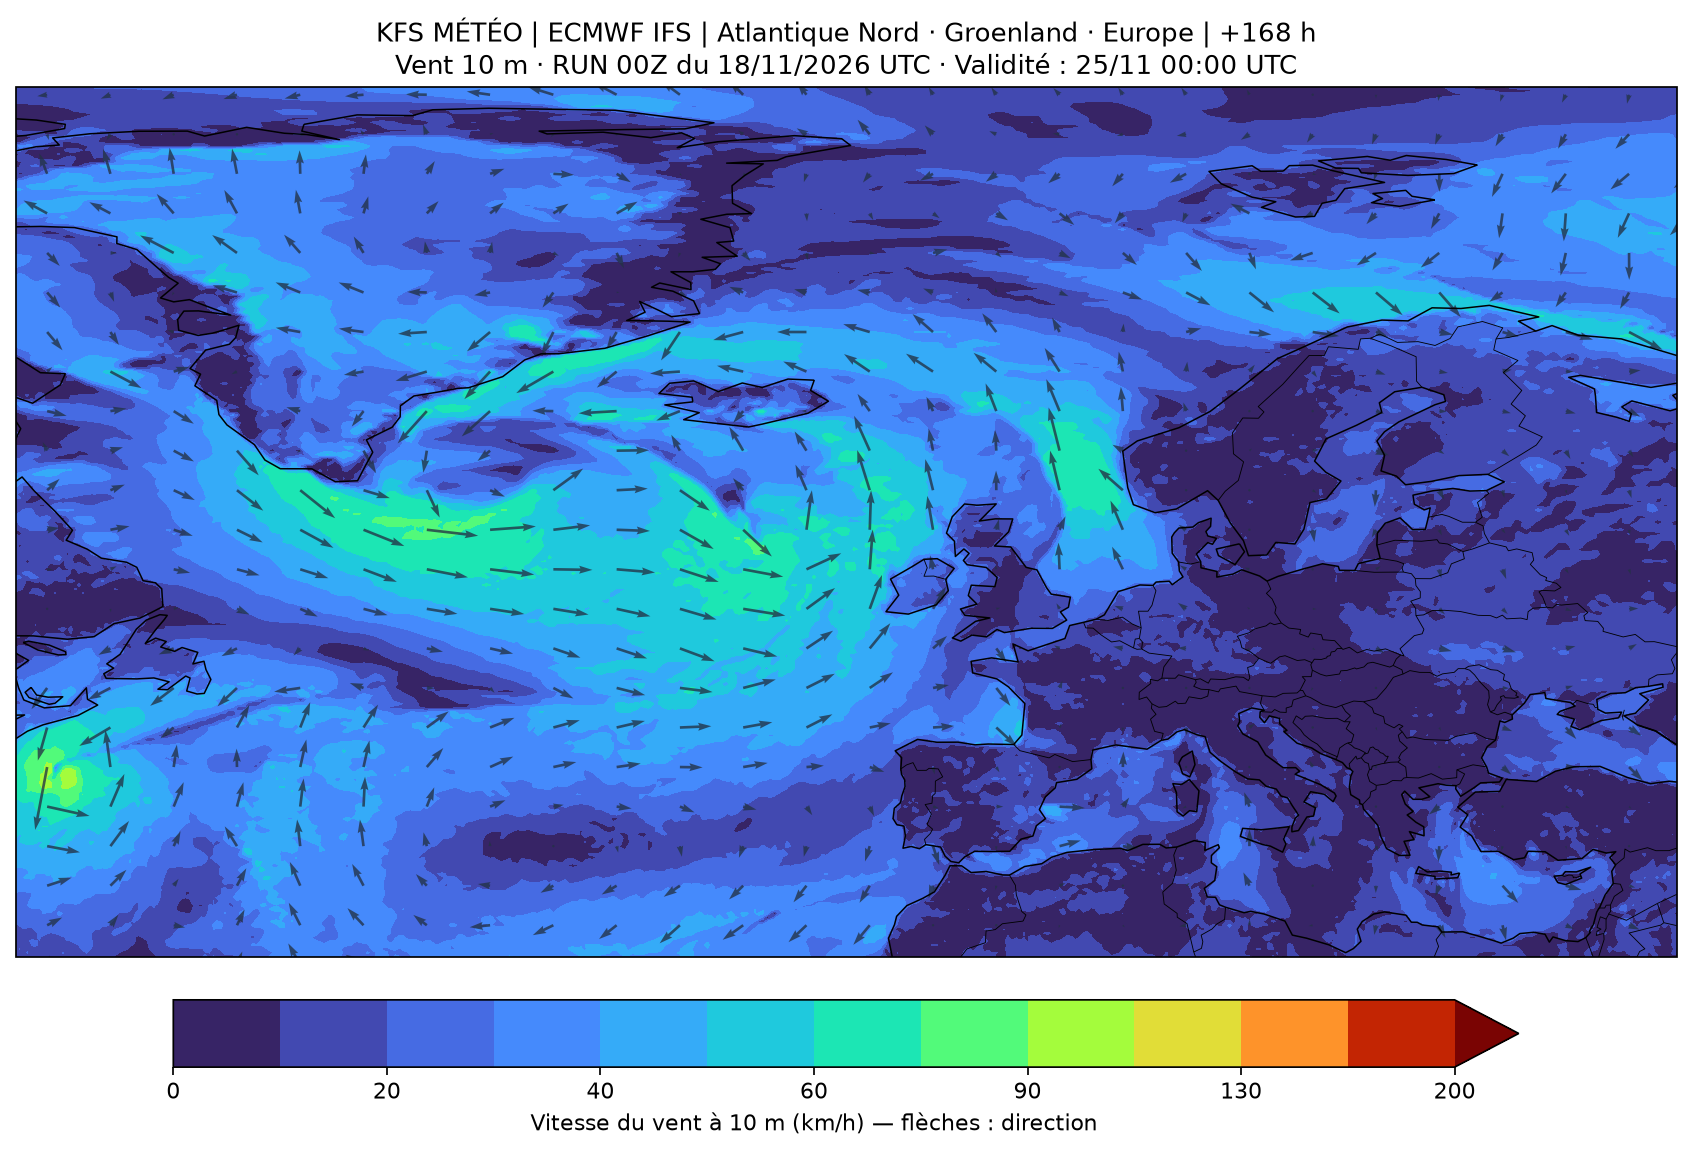 KFS MÉTÉO | ECMWF IFS | Atlantique Nord · Groenland · Europe | +168 h
Vent 10 m · RUN 00Z du 18/11/2026 UTC · Validité : 25/11 00:00 UTC
0 20 40 60 90 130 200
Vitesse du vent à 10 m (km/h) — flèches : direction